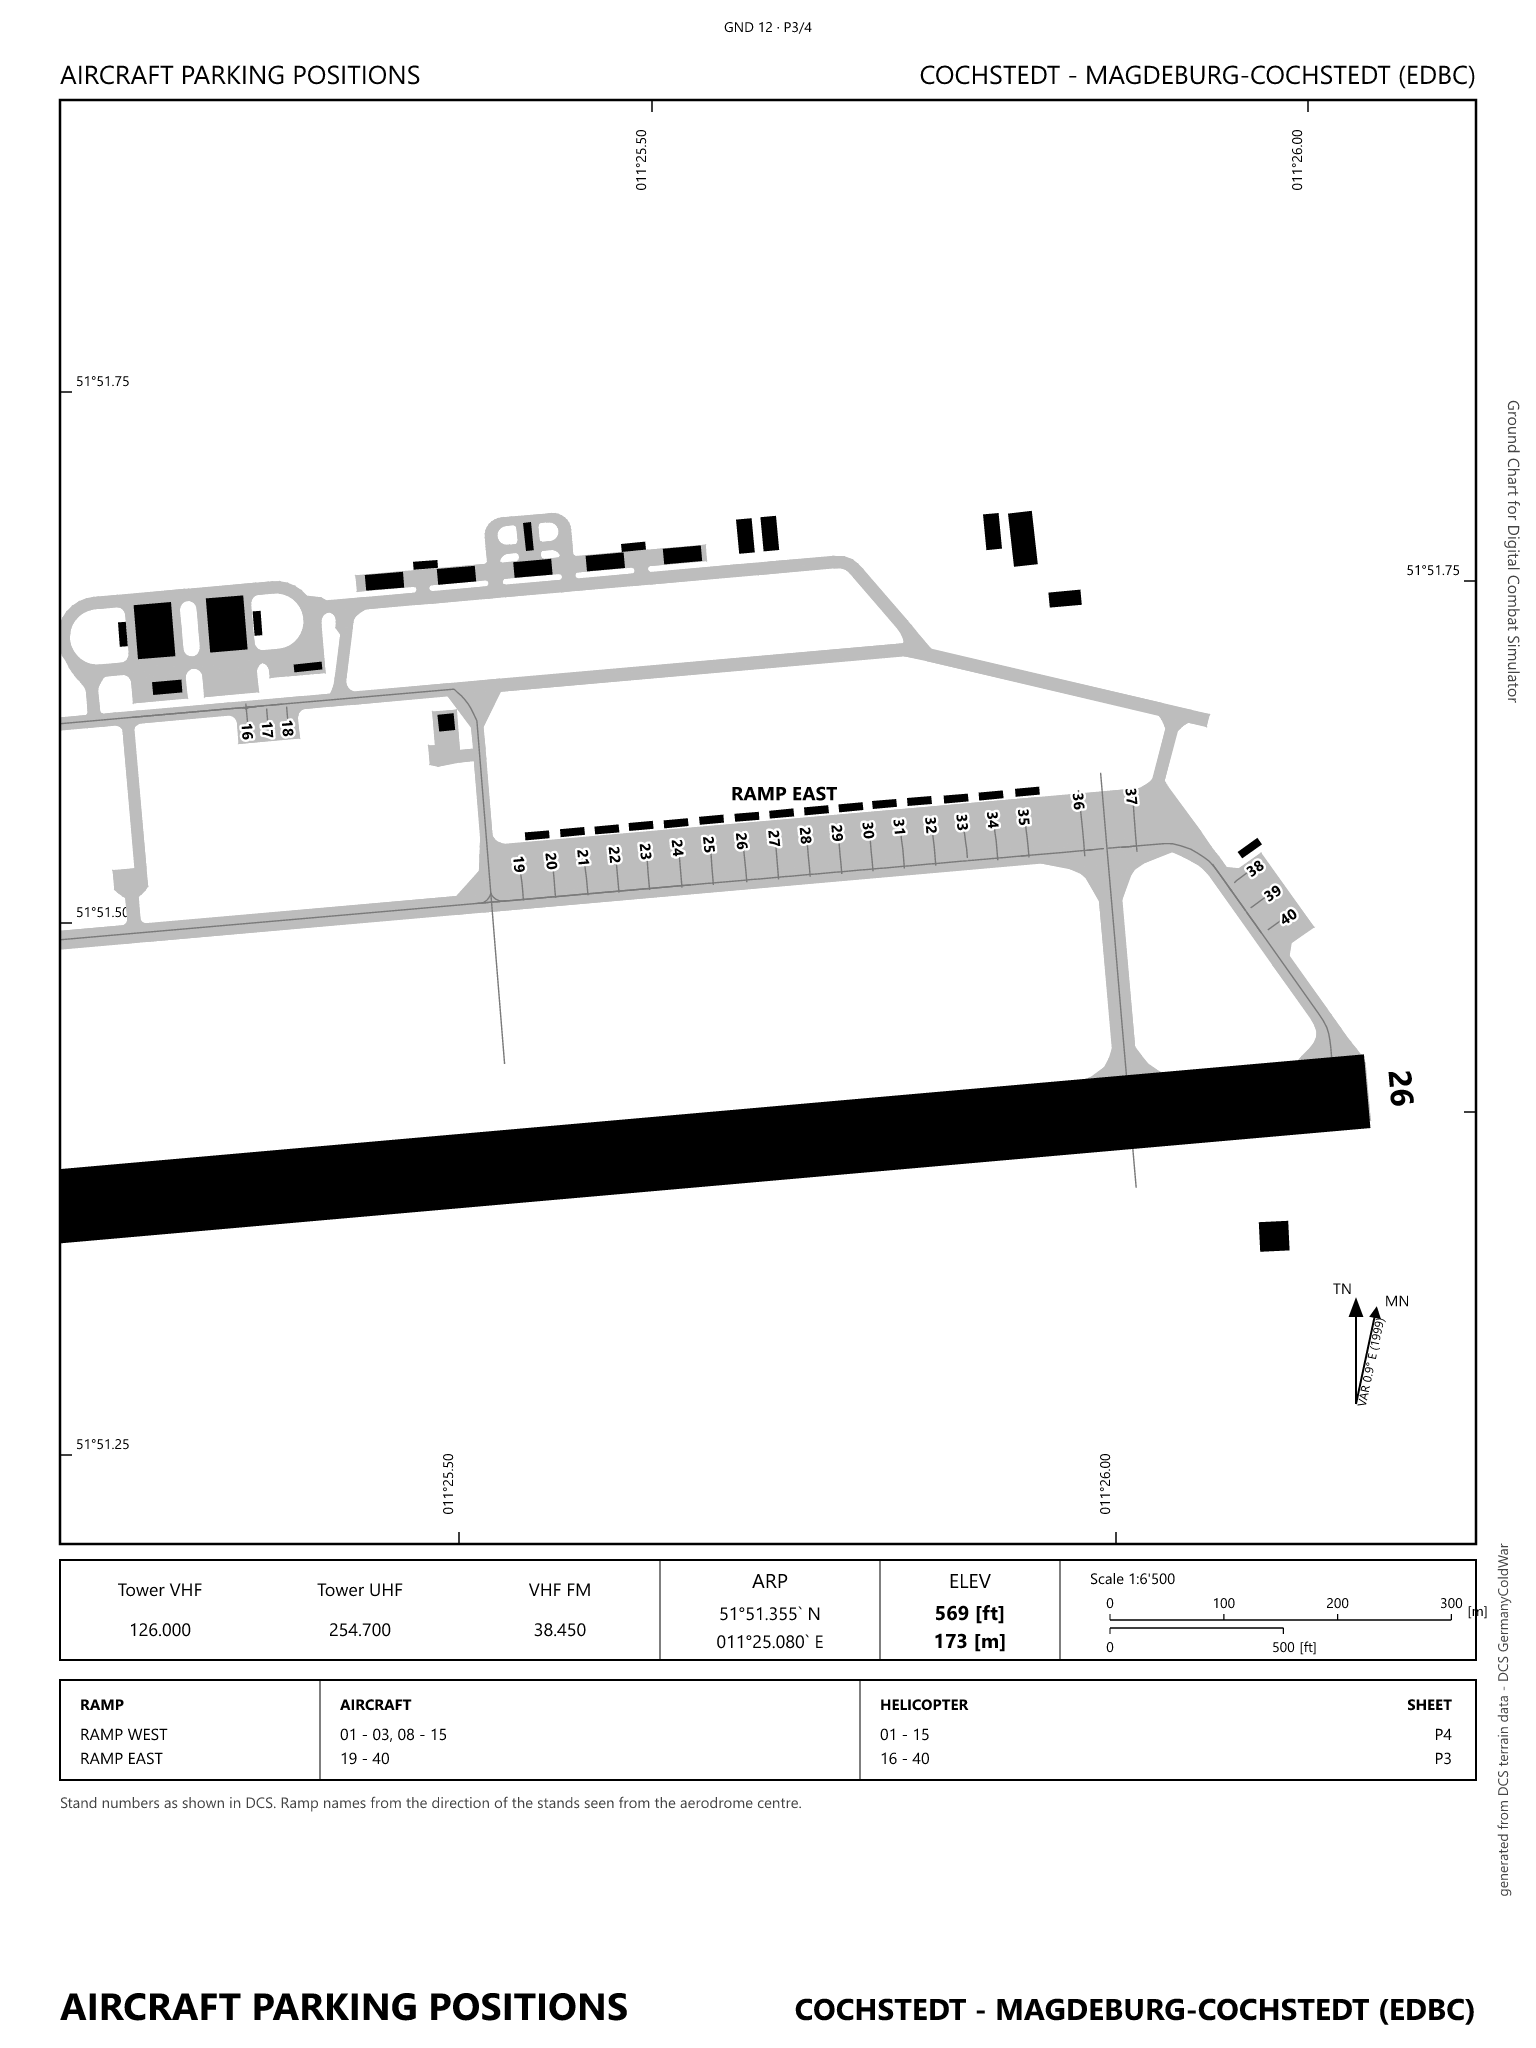 GND 12 · P3/4
AIRCRAFT PARKING POSITIONS
COCHSTEDT - MAGDEBURG-COCHSTEDT (EDBC)
011°25.50
011°26.00
51°51.75
51°51.75
16
17
18
RAMP EAST
19
20
21
22
23
24
25
26
27
28
29
30
31
32
33
34
35
36
37
38
39
40
51°51.50
26
TN
MN
VAR 0.9° E (1999)
51°51.25
011°25.50
011°26.00
Tower VHF
126.000
Tower UHF
254.700
VHF FM
38.450
ARP
51°51.355` N
011°25.080` E
ELEV
569 [ft]
173 [m]
Scale 1:6'500
0 100 200 300 [m]
0 500 [ft]
RAMP AIRCRAFT HELICOPTER SHEET
RAMP WEST 01 - 03, 08 - 15 01 - 15 P4
RAMP EAST 19 - 40 16 - 40 P3
Stand numbers as shown in DCS. Ramp names from the direction of the stands seen from the aerodrome centre.
Ground Chart for Digital Combat Simulator
generated from DCS terrain data - DCS GermanyColdWar
AIRCRAFT PARKING POSITIONS
COCHSTEDT - MAGDEBURG-COCHSTEDT (EDBC)